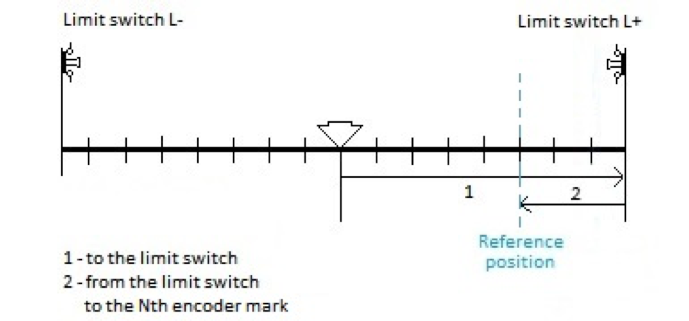 Limit switch L-
Limit switch L+
1
2
Reference
position
1 - to the limit switch
2 - from the limit switch
to the Nth encoder mark